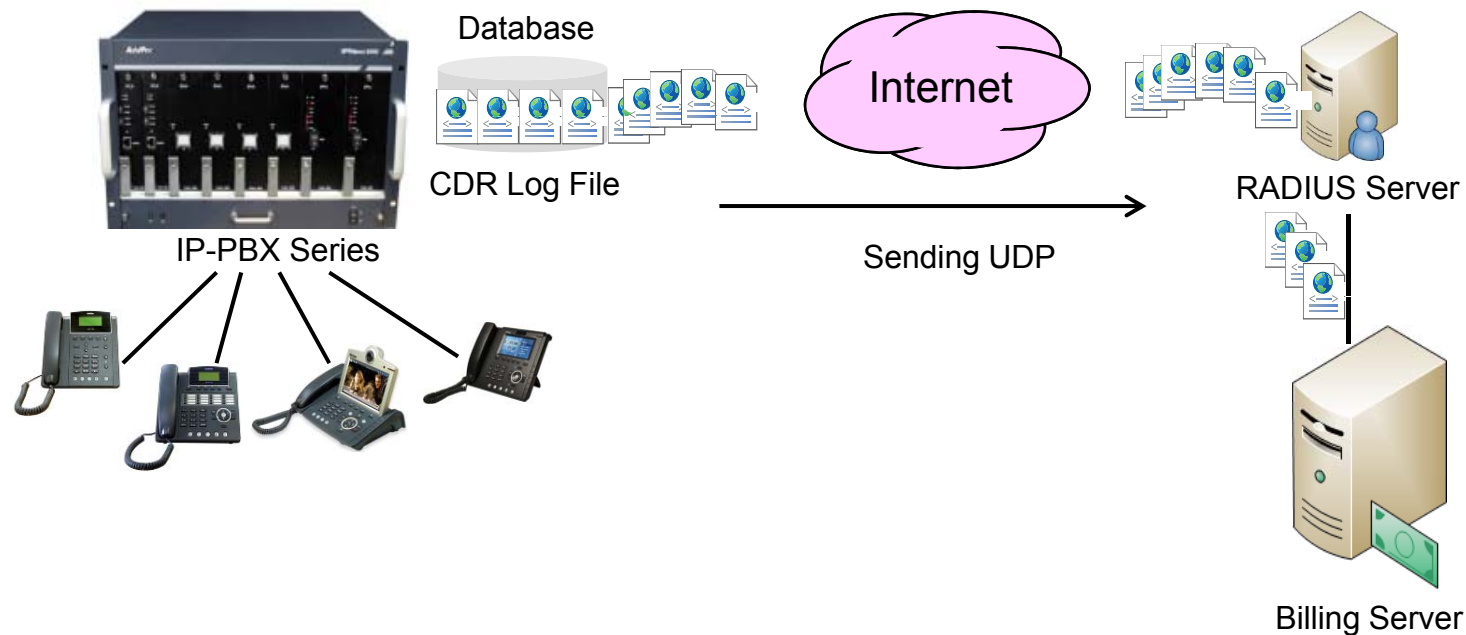 Database
Internet
CDR Log File
RADIUS Server
IP-PBX Series
Sending UDP
Billing Server